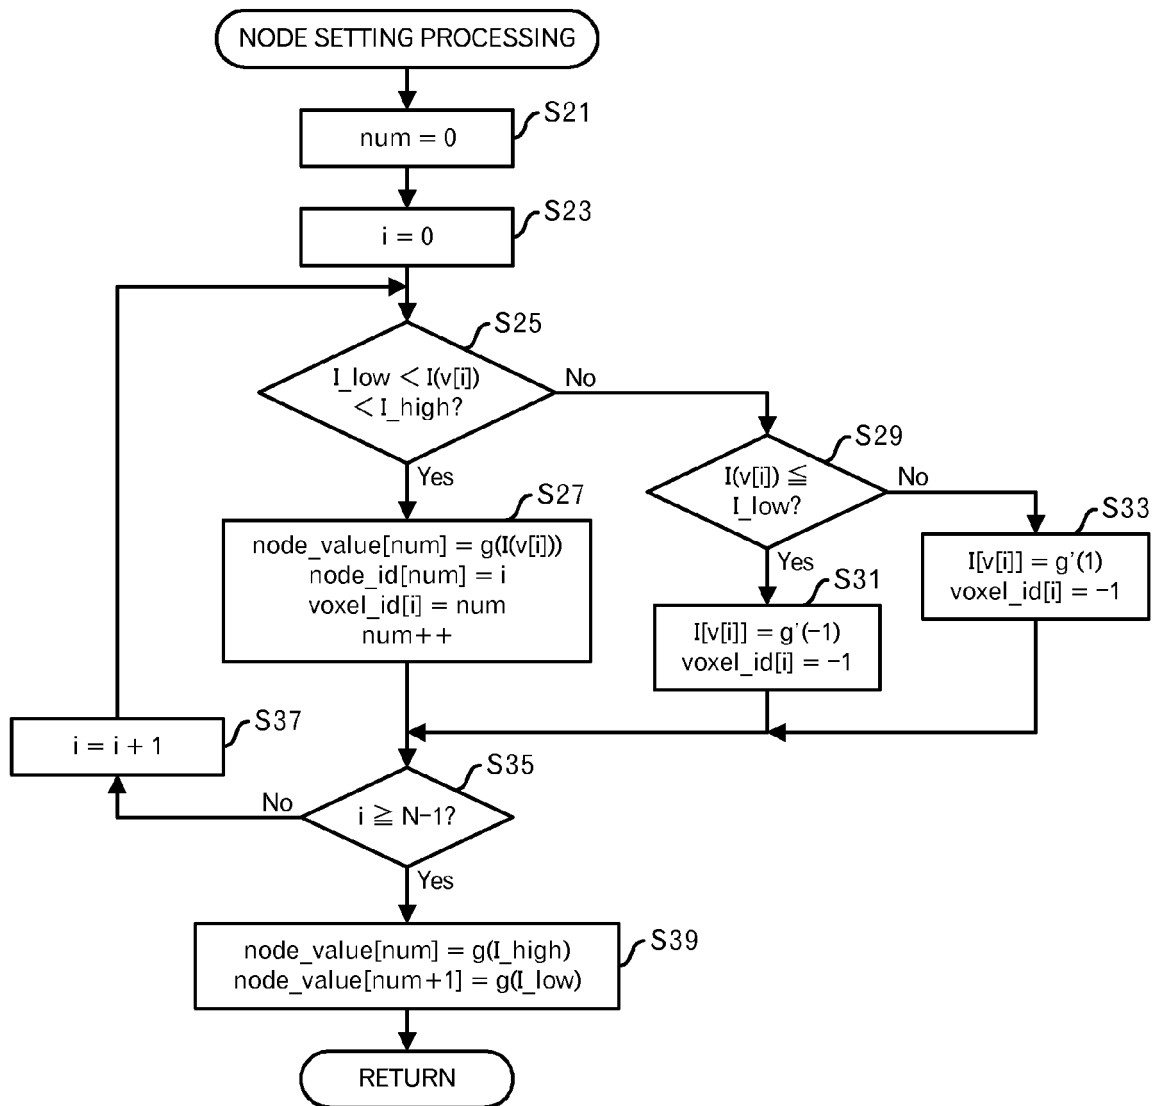 NODE SETTING PROCESSING
S21
num = 0
S23
i = 0
S25
I_low < I(v[i])
< I_high?
No
Yes
S29
I(v[i]) ≦
I_low?
No
Yes
S27
node_value[num] = g(I(v[i]))
node_id[num] = i
voxel_id[i] = num
num++
S33
I[v[i]] = g'(1)
voxel_id[i] = −1
S31
I[v[i]] = g'(−1)
voxel_id[i] = −1
S37
i = i + 1
S35
i ≧ N−1?
No
Yes
S39
node_value[num] = g(I_high)
node_value[num+1] = g(I_low)
RETURN